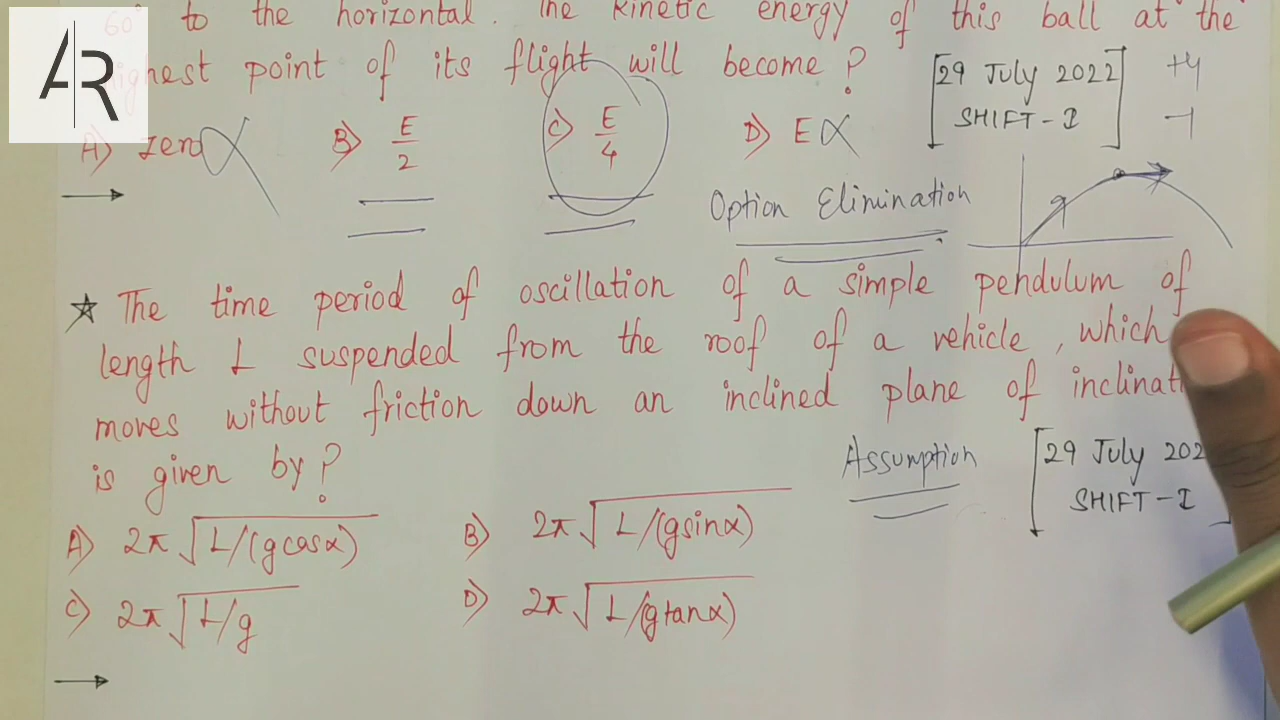 60° to the horizontal. The kinetic energy of this ball at the
highest point of its flight will become?
[29 July 2022] +4
SHIFT-I -1
A) zero B) E/2 C) E/4 D) E
Option Elimination
☆ The time period of oscillation of a simple pendulum of
length L suspended from the roof of a vehicle, which
moves without friction down an inclined plane of inclinati
is given by?
Assumption
[29 July 202
SHIFT-I
A) 2π √L/(gcosα) B) 2π √L/(gsinα)
C) 2π √L/g D) 2π √L/(gtanα)
AR